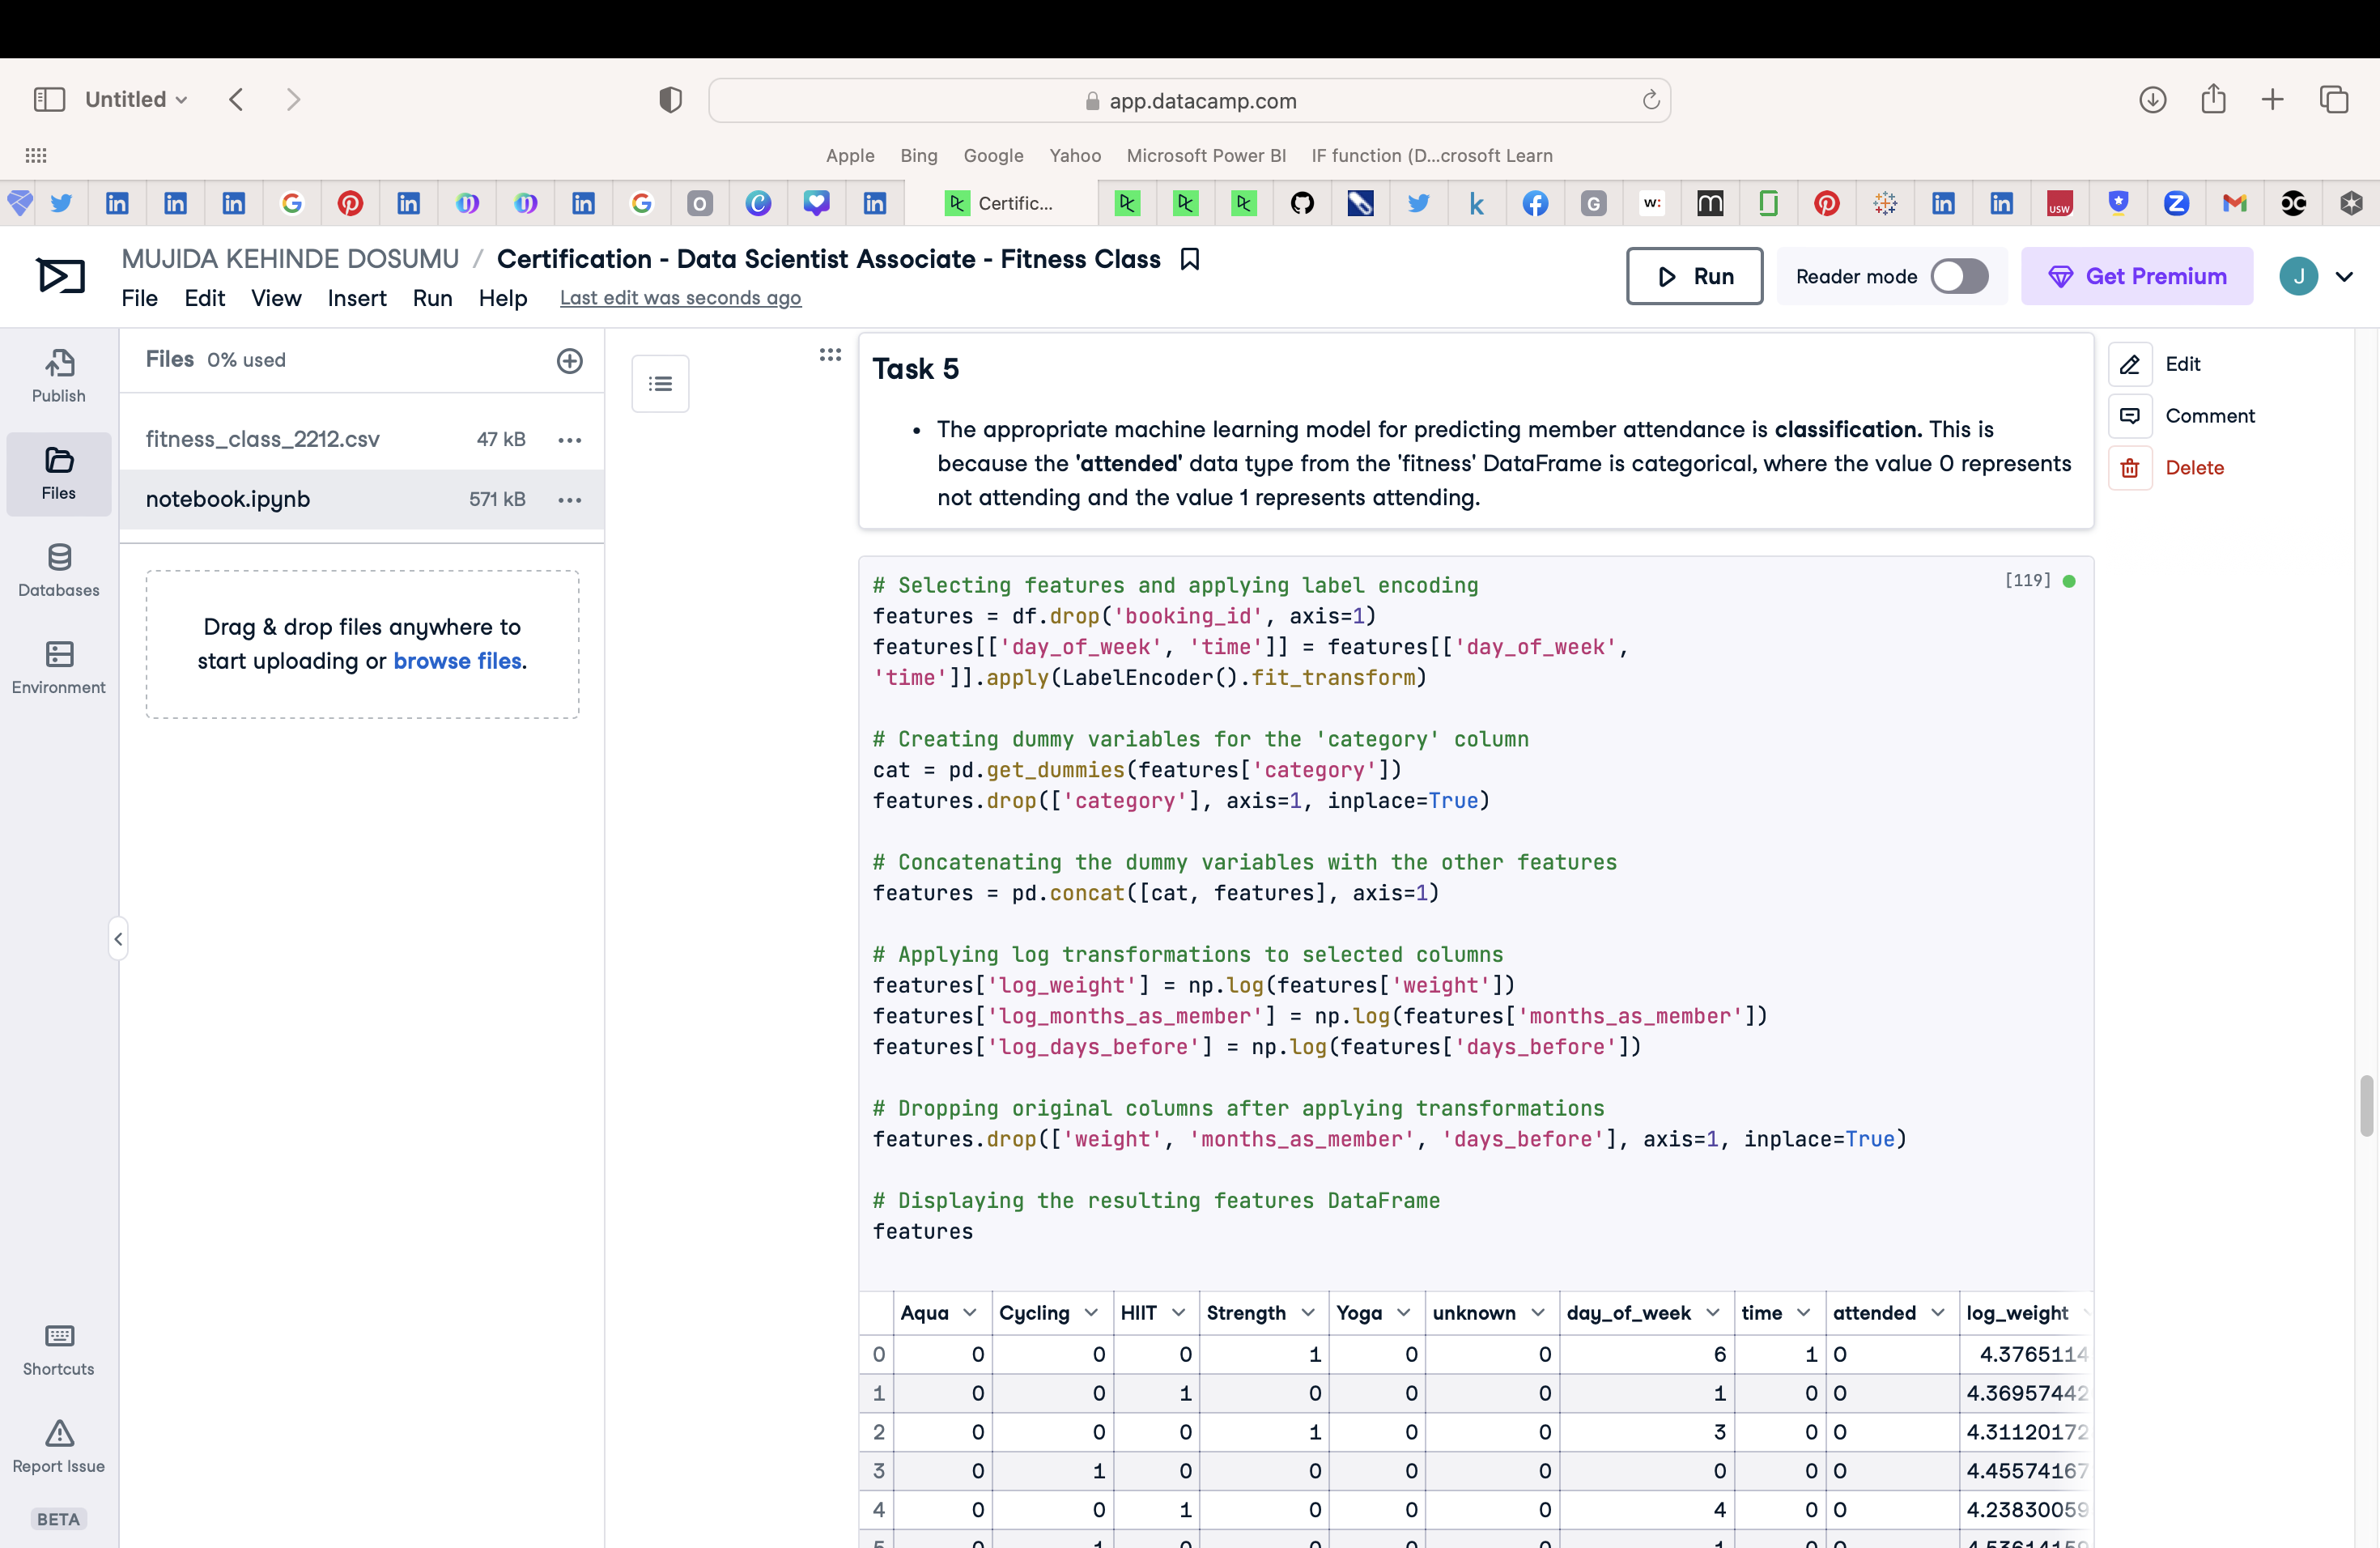 Untitled
app.datacamp.com
Apple Bing Google Yahoo Microsoft Power BI IF function (D...crosoft Learn
Certific...
MUJIDA KEHINDE DOSUMU / Certification - Data Scientist Associate - Fitness Class
File Edit View Insert Run Help Last edit was seconds ago
Run
Reader mode
Get Premium
J
Publish
Files
Databases
Environment
Shortcuts
Report Issue
BETA
Files 0% used
fitness_class_2212.csv 47 kB
notebook.ipynb 571 kB
Drag & drop files anywhere to
start uploading or browse files.
Task 5
• The appropriate machine learning model for predicting member attendance is classification. This is
because the 'attended' data type from the 'fitness' DataFrame is categorical, where the value 0 represents
not attending and the value 1 represents attending.
Edit
Comment
Delete
[119]
# Selecting features and applying label encoding
features = df.drop('booking_id', axis=1)
features[['day_of_week', 'time']] = features[['day_of_week',
'time']].apply(LabelEncoder().fit_transform)
# Creating dummy variables for the 'category' column
cat = pd.get_dummies(features['category'])
features.drop(['category'], axis=1, inplace=True)
# Concatenating the dummy variables with the other features
features = pd.concat([cat, features], axis=1)
# Applying log transformations to selected columns
features['log_weight'] = np.log(features['weight'])
features['log_months_as_member'] = np.log(features['months_as_member'])
features['log_days_before'] = np.log(features['days_before'])
# Dropping original columns after applying transformations
features.drop(['weight', 'months_as_member', 'days_before'], axis=1, inplace=True)
# Displaying the resulting features DataFrame
features
Aqua Cycling HIIT Strength Yoga unknown day_of_week time attended log_weight
0 0 0 0 1 0 0 6 1 0 4.3765114
1 0 0 1 0 0 0 1 0 0 4.36957442
2 0 0 0 1 0 0 3 0 0 4.31120172
3 0 1 0 0 0 0 0 0 0 4.45574167
4 0 0 1 0 0 0 4 0 0 4.23830059